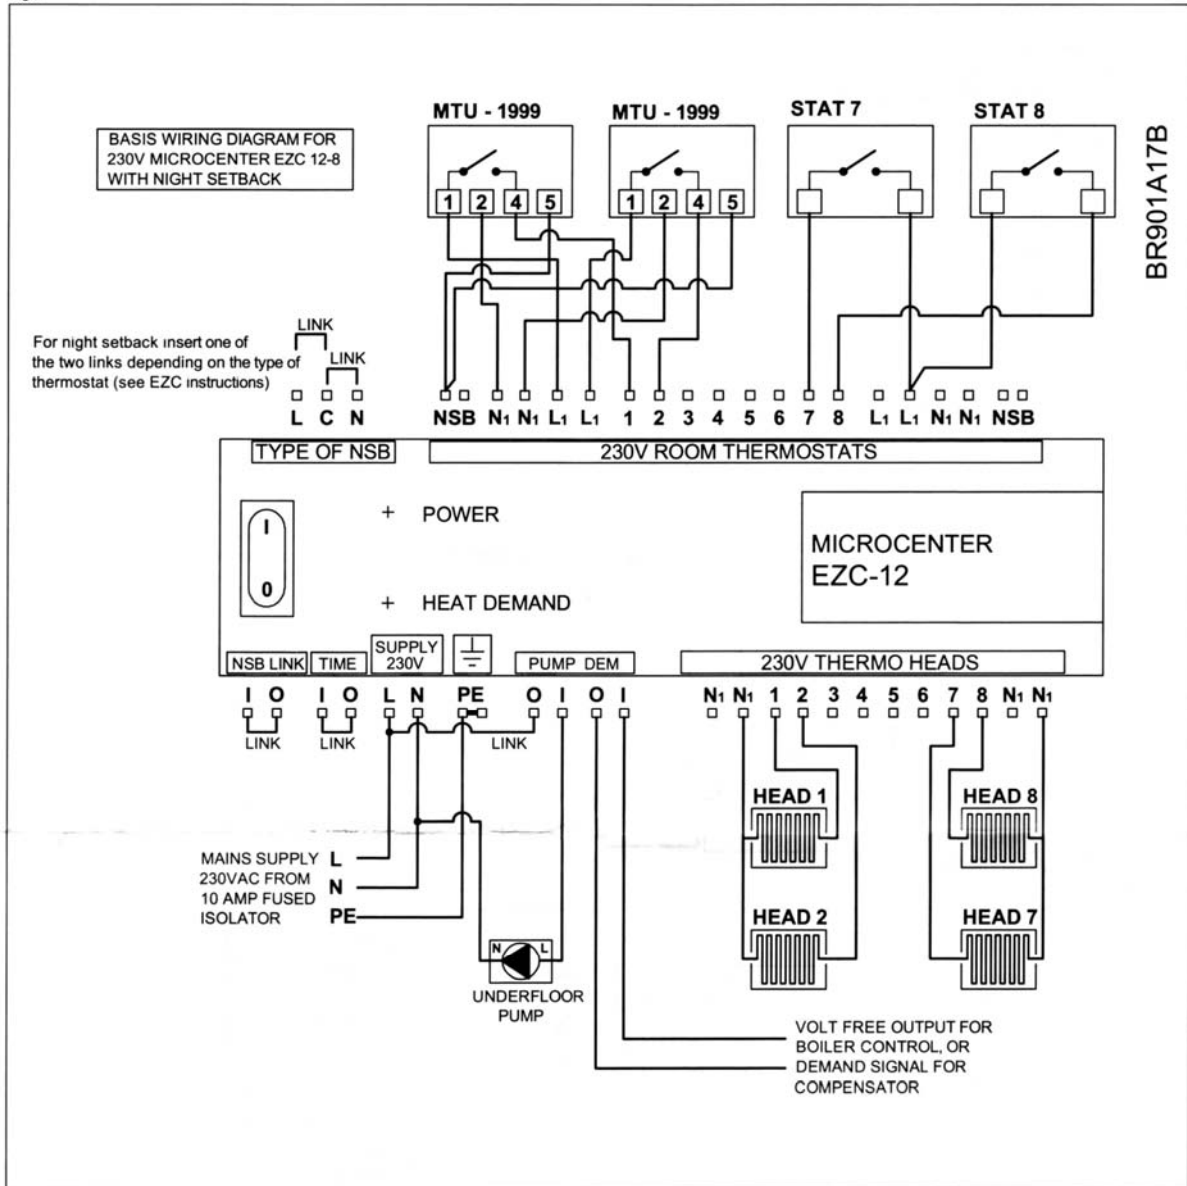 MTU - 1999
MTU - 1999
STAT 7
STAT 8
BR901A17B
BASIS WIRING DIAGRAM FOR
230V MICROCENTER EZC 12-8
WITH NIGHT SETBACK
1 2 4 5
1 2 4 5
LINK
For night setback insert one of
the two links depending on the type of
thermostat (see EZC instructions)
LINK
L C N
NSB N1 N1 L1 L1 1 2 3 4 5 6 7 8 L1 L1 N1 N1 NSB
TYPE OF NSB
230V ROOM THERMOSTATS
I
0
+ POWER
+ HEAT DEMAND
MICROCENTER
EZC-12
NSB LINK
TIME
SUPPLY
230V
PUMP DEM
230V THERMO HEADS
I O I O L N PE O I O I N1 N1 1 2 3 4 5 6 7 8 N1 N1
LINK
LINK
LINK
HEAD 1
HEAD 8
MAINS SUPPLY L
230VAC FROM N
10 AMP FUSED
ISOLATOR PE
HEAD 2
HEAD 7
N L
UNDERFLOOR
PUMP
VOLT FREE OUTPUT FOR
BOILER CONTROL, OR
DEMAND SIGNAL FOR
COMPENSATOR